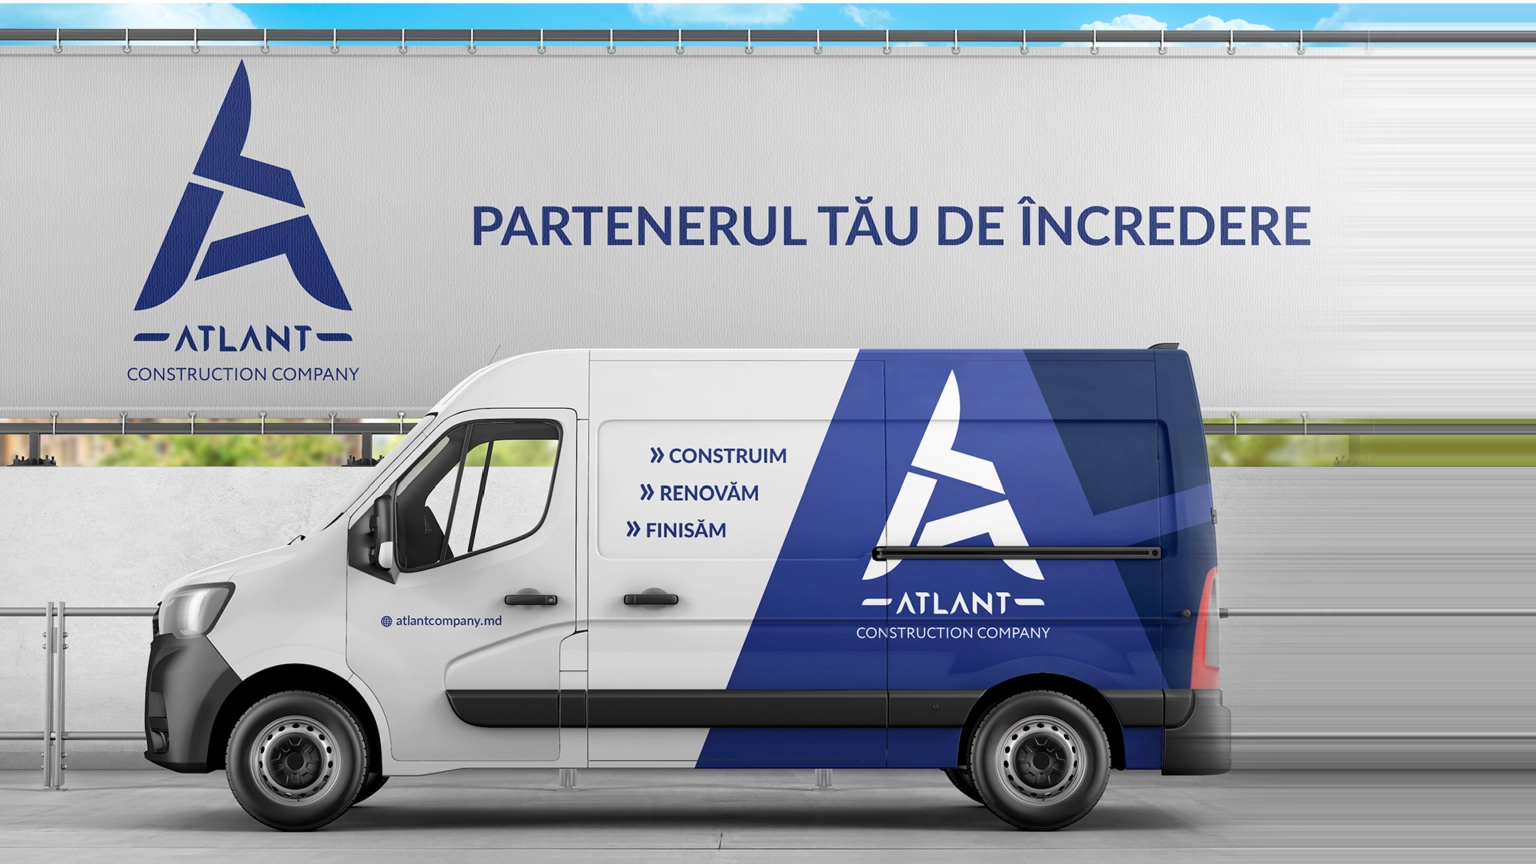 ATLANT
CONSTRUCTION COMPANY
PARTENERUL TĂU DE ÎNCREDERE
» CONSTRUIM
» RENOVĂM
» FINISĂM
atlantcompany.md
ATLANT
CONSTRUCTION COMPANY